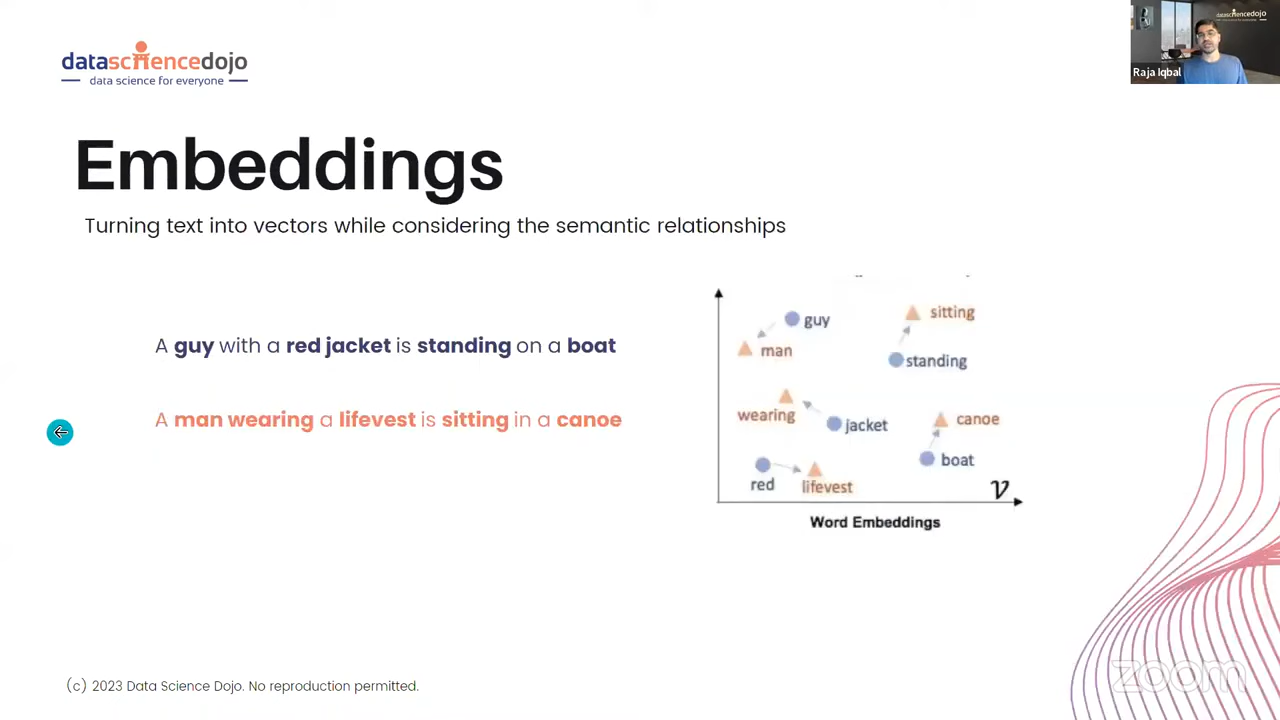 datasciencedojo
data science for everyone
datasciencedojo
Raja Iqbal
Embeddings
Turning text into vectors while considering the semantic relationships
A guy with a red jacket is standing on a boat
A man wearing a lifevest is sitting in a canoe
guy
sitting
man
standing
wearing
jacket
canoe
boat
red
lifevest
𝒱
Word Embeddings
(c) 2023 Data Science Dojo. No reproduction permitted.
zoom